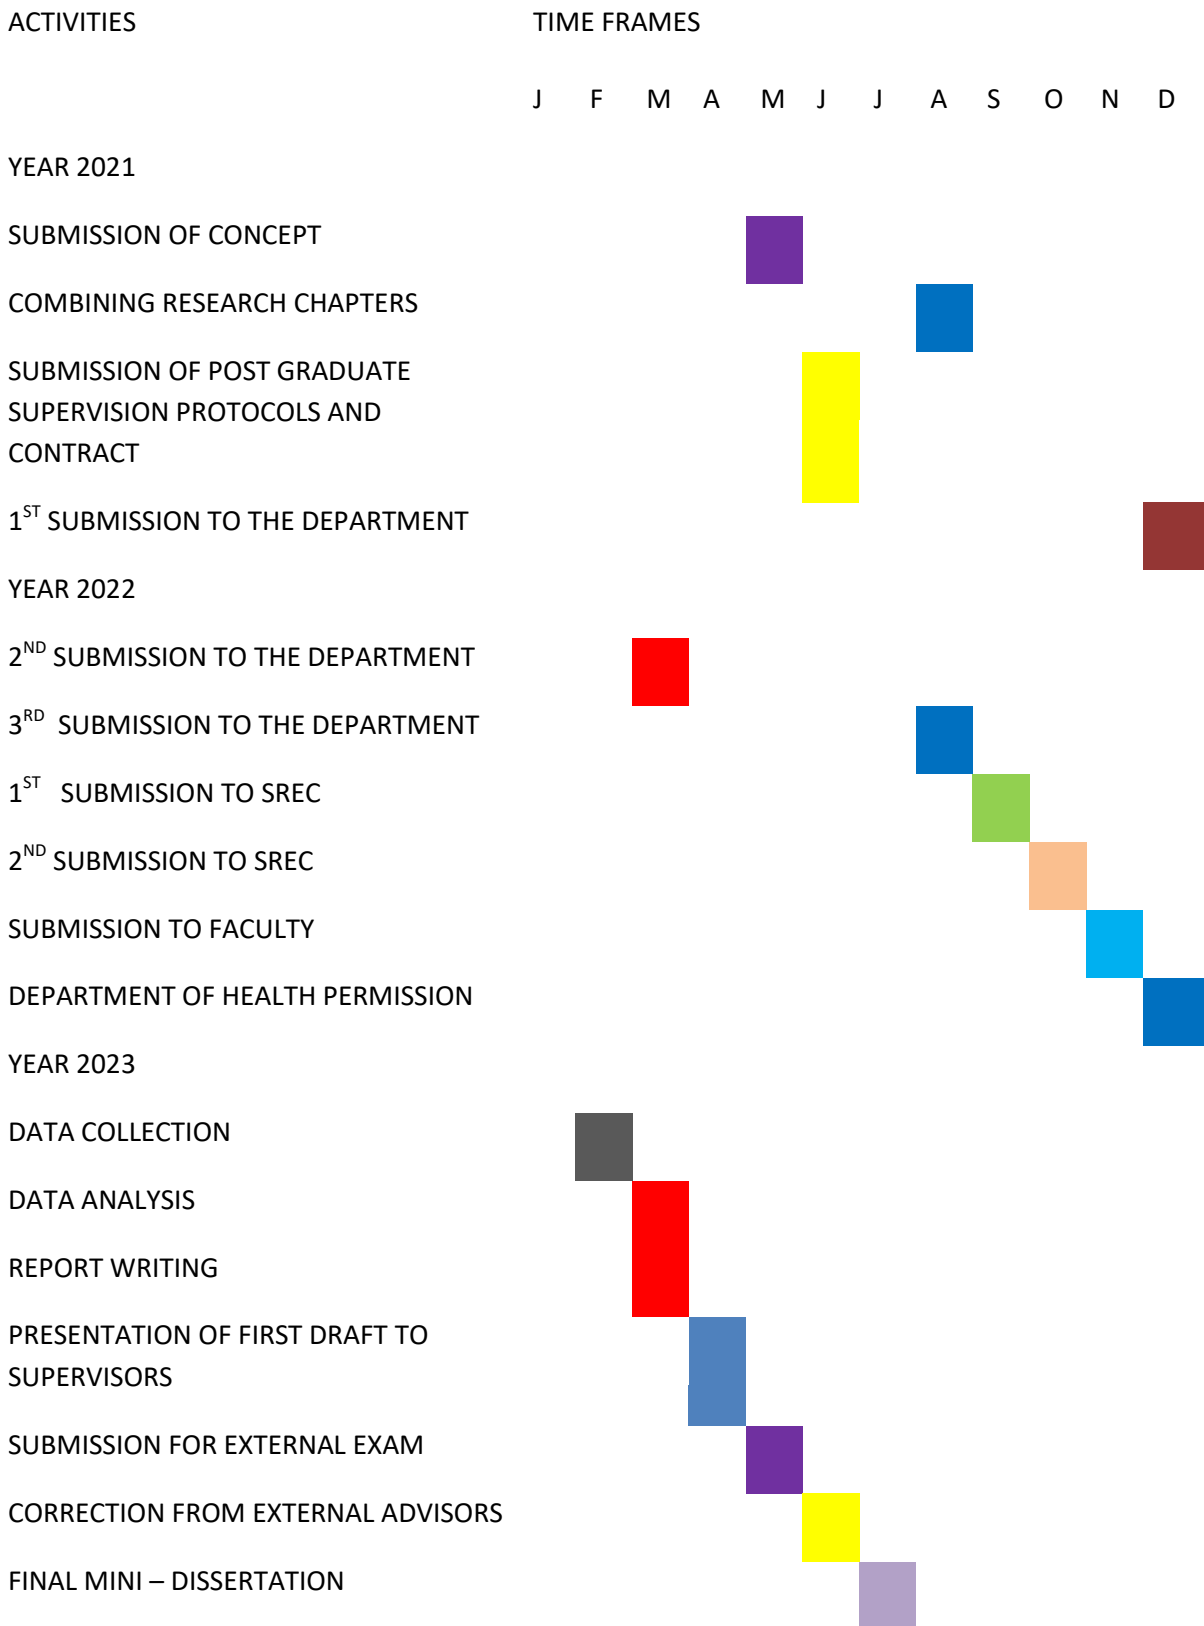 ACTIVITIES TIME FRAMES
J F M A M J J A S O N D
YEAR 2021
SUBMISSION OF CONCEPT
COMBINING RESEARCH CHAPTERS
SUBMISSION OF POST GRADUATE
SUPERVISION PROTOCOLS AND
CONTRACT
1ST SUBMISSION TO THE DEPARTMENT
YEAR 2022
2ND SUBMISSION TO THE DEPARTMENT
3RD SUBMISSION TO THE DEPARTMENT
1ST SUBMISSION TO SREC
2ND SUBMISSION TO SREC
SUBMISSION TO FACULTY
DEPARTMENT OF HEALTH PERMISSION
YEAR 2023
DATA COLLECTION
DATA ANALYSIS
REPORT WRITING
PRESENTATION OF FIRST DRAFT TO
SUPERVISORS
SUBMISSION FOR EXTERNAL EXAM
CORRECTION FROM EXTERNAL ADVISORS
FINAL MINI – DISSERTATION